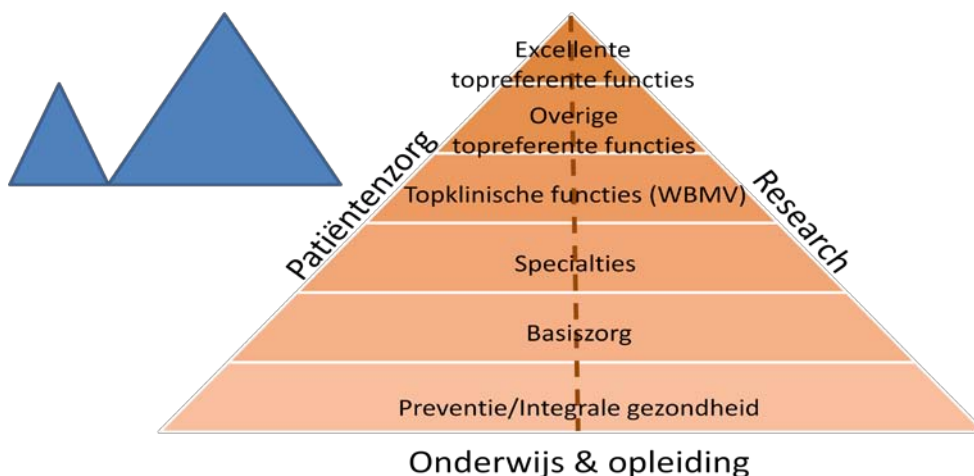 Excellente
topreferente functies
Overige
topreferente functies
Topklinische functies (WBMV)
Specialties
Basiszorg
Preventie/Integrale gezondheid
Patiëntenzorg
Research
Onderwijs & opleiding